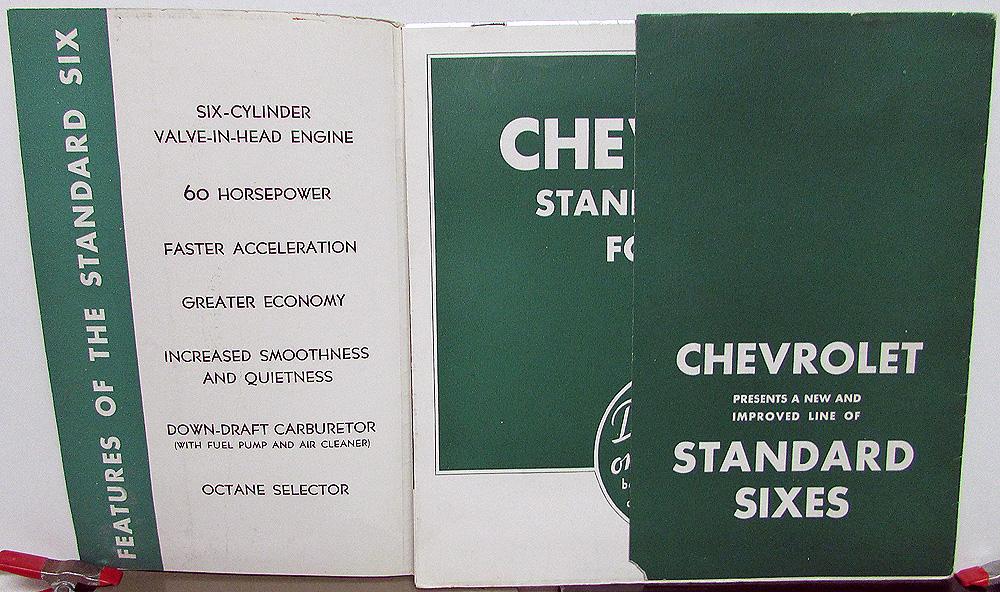 FEATURES OF THE STANDARD SIX
SIX-CYLINDER
VALVE-IN-HEAD ENGINE
60 HORSEPOWER
FASTER ACCELERATION
GREATER ECONOMY
INCREASED SMOOTHNESS
AND QUIETNESS
DOWN-DRAFT CARBURETOR
(WITH FUEL PUMP AND AIR CLEANER)
OCTANE SELECTOR
CHEV
STAN
FO
CHEVROLET
PRESENTS A NEW AND
IMPROVED LINE OF
STANDARD
SIXES